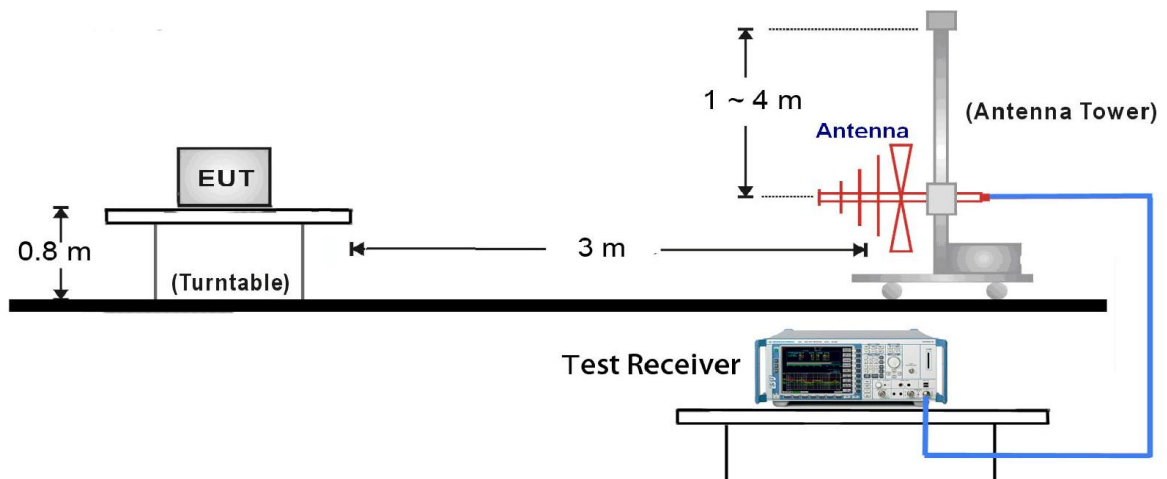 1 ~ 4 m
(Antenna Tower)
Antenna
EUT
0.8 m
3 m
(Turntable)
Test Receiver